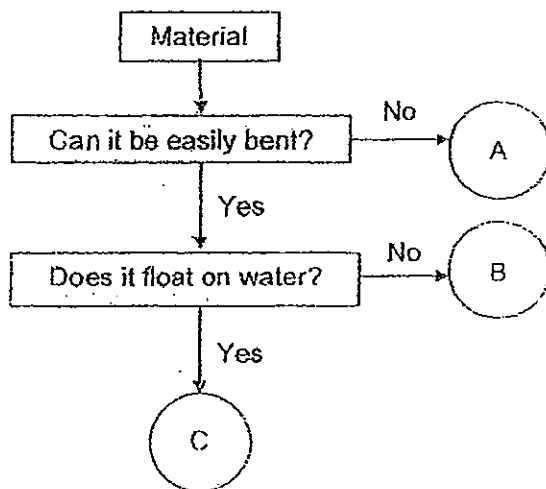 Material
Can it be easily bent?
No
A
Yes
Does it float on water?
No
B
Yes
C